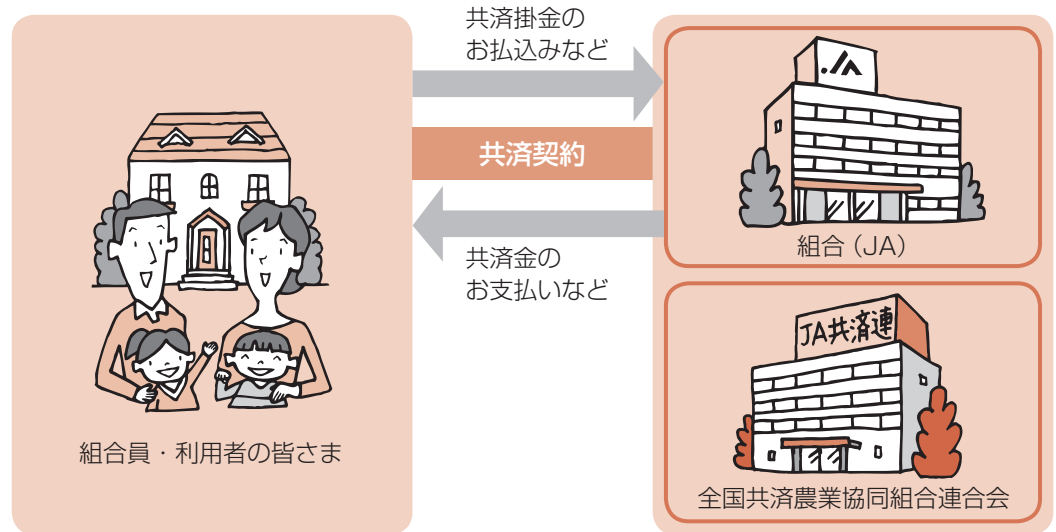 共済掛金の
お払込みなど
共済契約
共済金の
お支払いなど
組合員・利用者の皆さま
JA
組合（JA）
JA共済連
全国共済農業協同組合連合会